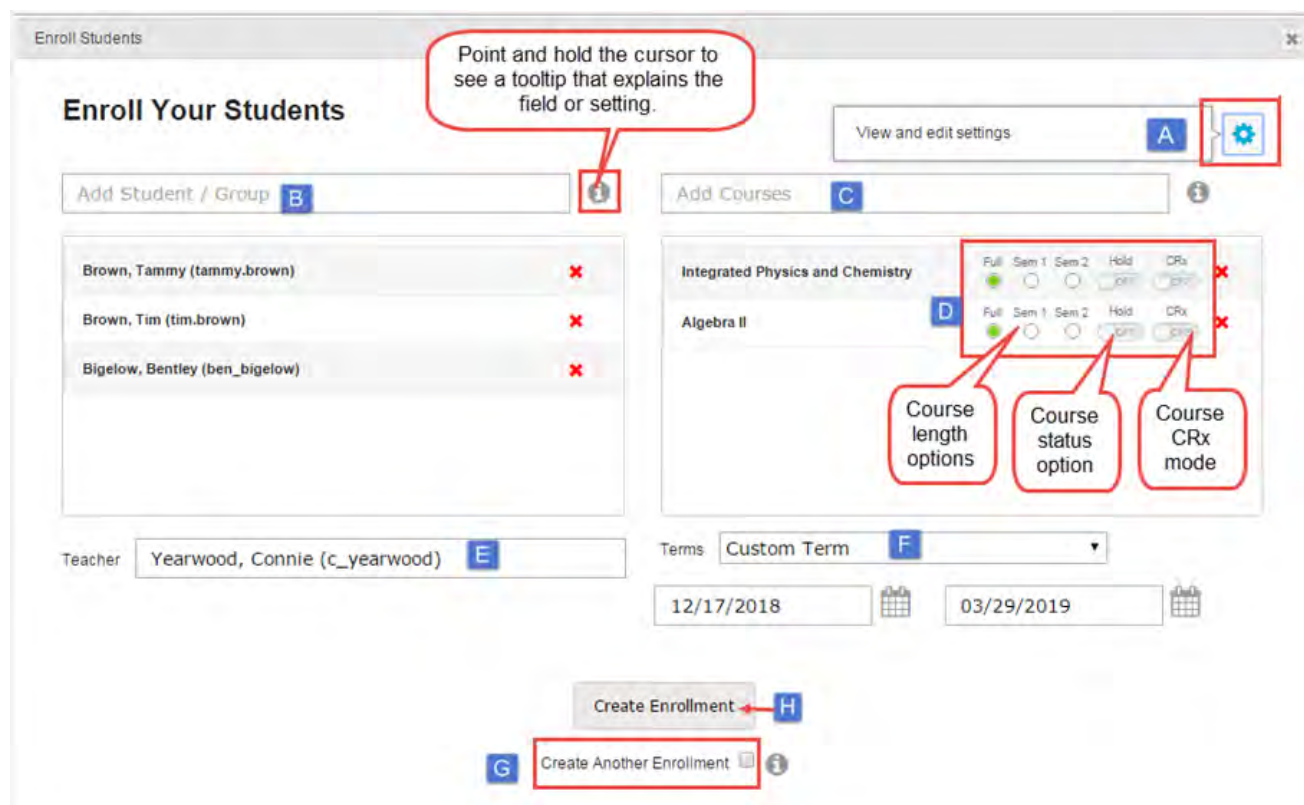 Enroll Students
Point and hold the cursor to
see a tooltip that explains the
field or setting.
Enroll Your Students
View and edit settings A
Add Student / Group B
Add Courses C
Brown, Tammy (tammy.brown)
Brown, Tim (tim.brown)
Bigelow, Bentley (ben_bigelow)
Integrated Physics and Chemistry
Full Sem 1 Sem 2 Hold CRx
OFF OFF
Algebra II
D
Full Sem 1 Sem 2 Hold CRx
OFF OFF
Course
length
options
Course
status
option
Course
CRx
mode
Teacher Yearwood, Connie (c_yearwood) E
Terms Custom Term F
12/17/2018 03/29/2019
Create Enrollment H
G Create Another Enrollment